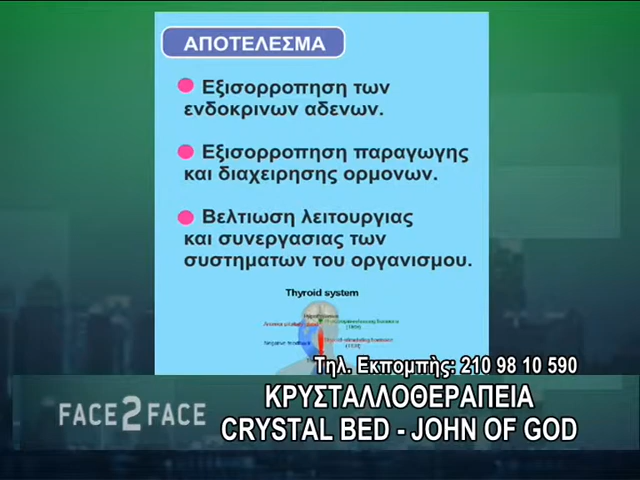 ΑΠΟΤΕΛΕΣΜΑ
Εξισορροπηση των
ενδοκρινων αδενων.
Εξισορροπηση παραγωγης
και διαχειρησης ορμονων.
Βελτιωση λειτουργιας
και συνεργασιας των
συστηματων του οργανισμου.
Thyroid system
Τηλ. Εκπομπὴς: 210 98 10 590
ΚΡΥΣΤΑΛΛΟΘΕΡΑΠΕΙΑ
FACE2FACE
CRYSTAL BED - JOHN OF GOD